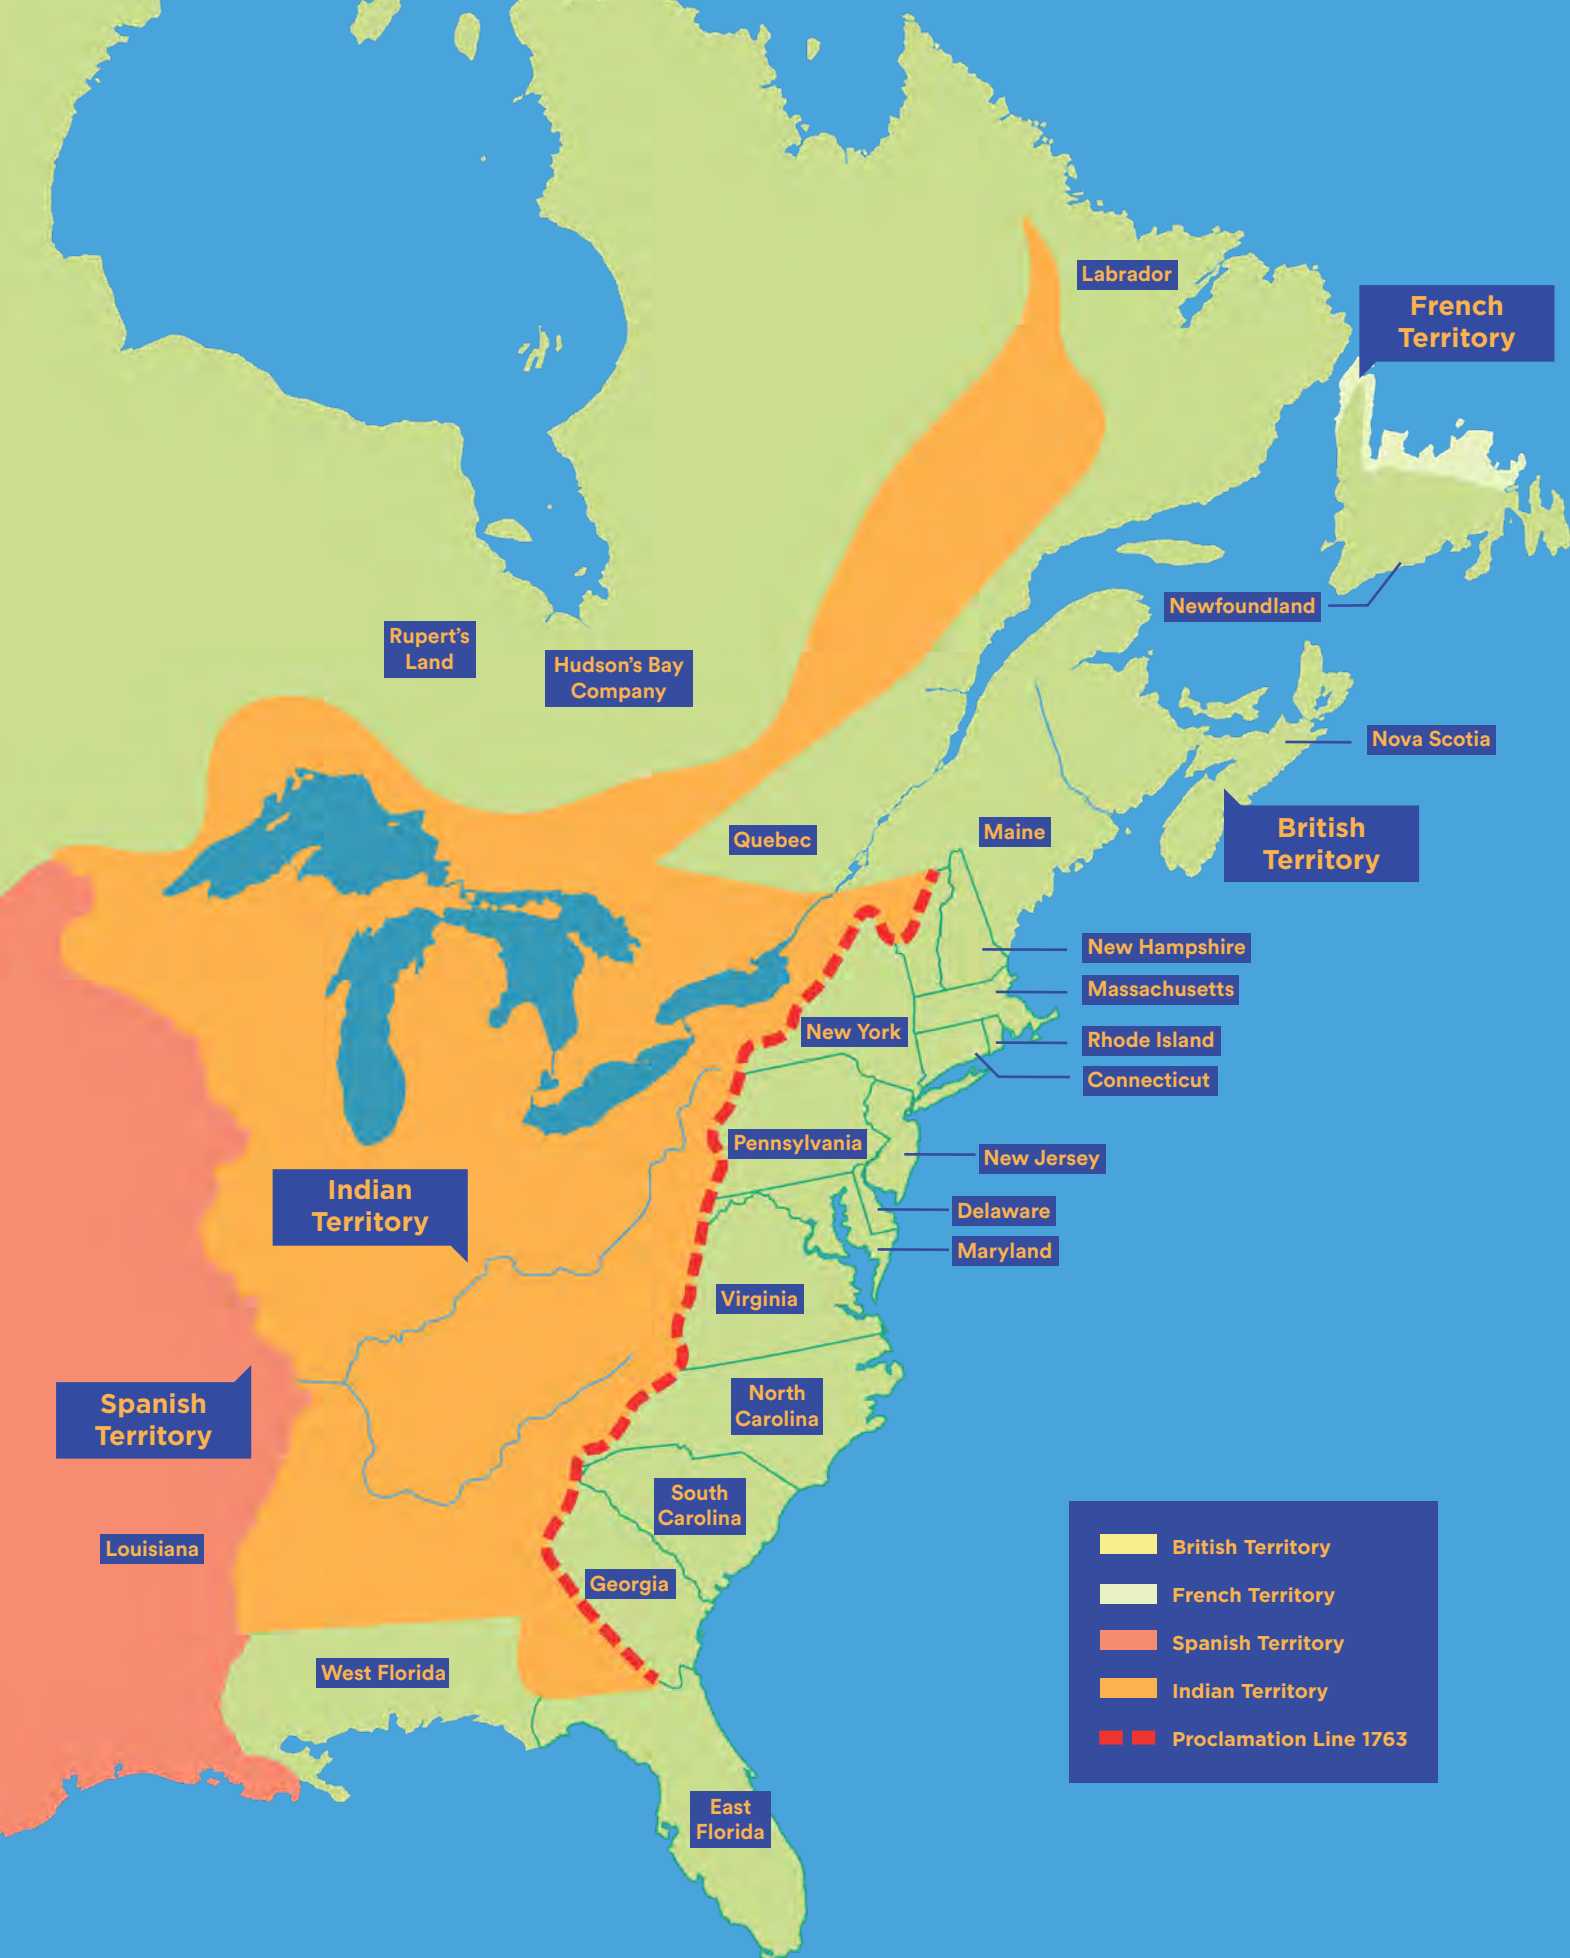 Labrador
French
Territory
Newfoundland
Rupert's
Land
Hudson's Bay
Company
Nova Scotia
Quebec
Maine
British
Territory
New Hampshire
Massachusetts
New York
Rhode Island
Connecticut
Pennsylvania
New Jersey
Indian
Territory
Delaware
Maryland
Virginia
Spanish
Territory
North
Carolina
South
Carolina
Louisiana
Georgia
West Florida
East
Florida
British Territory
French Territory
Spanish Territory
Indian Territory
Proclamation Line 1763